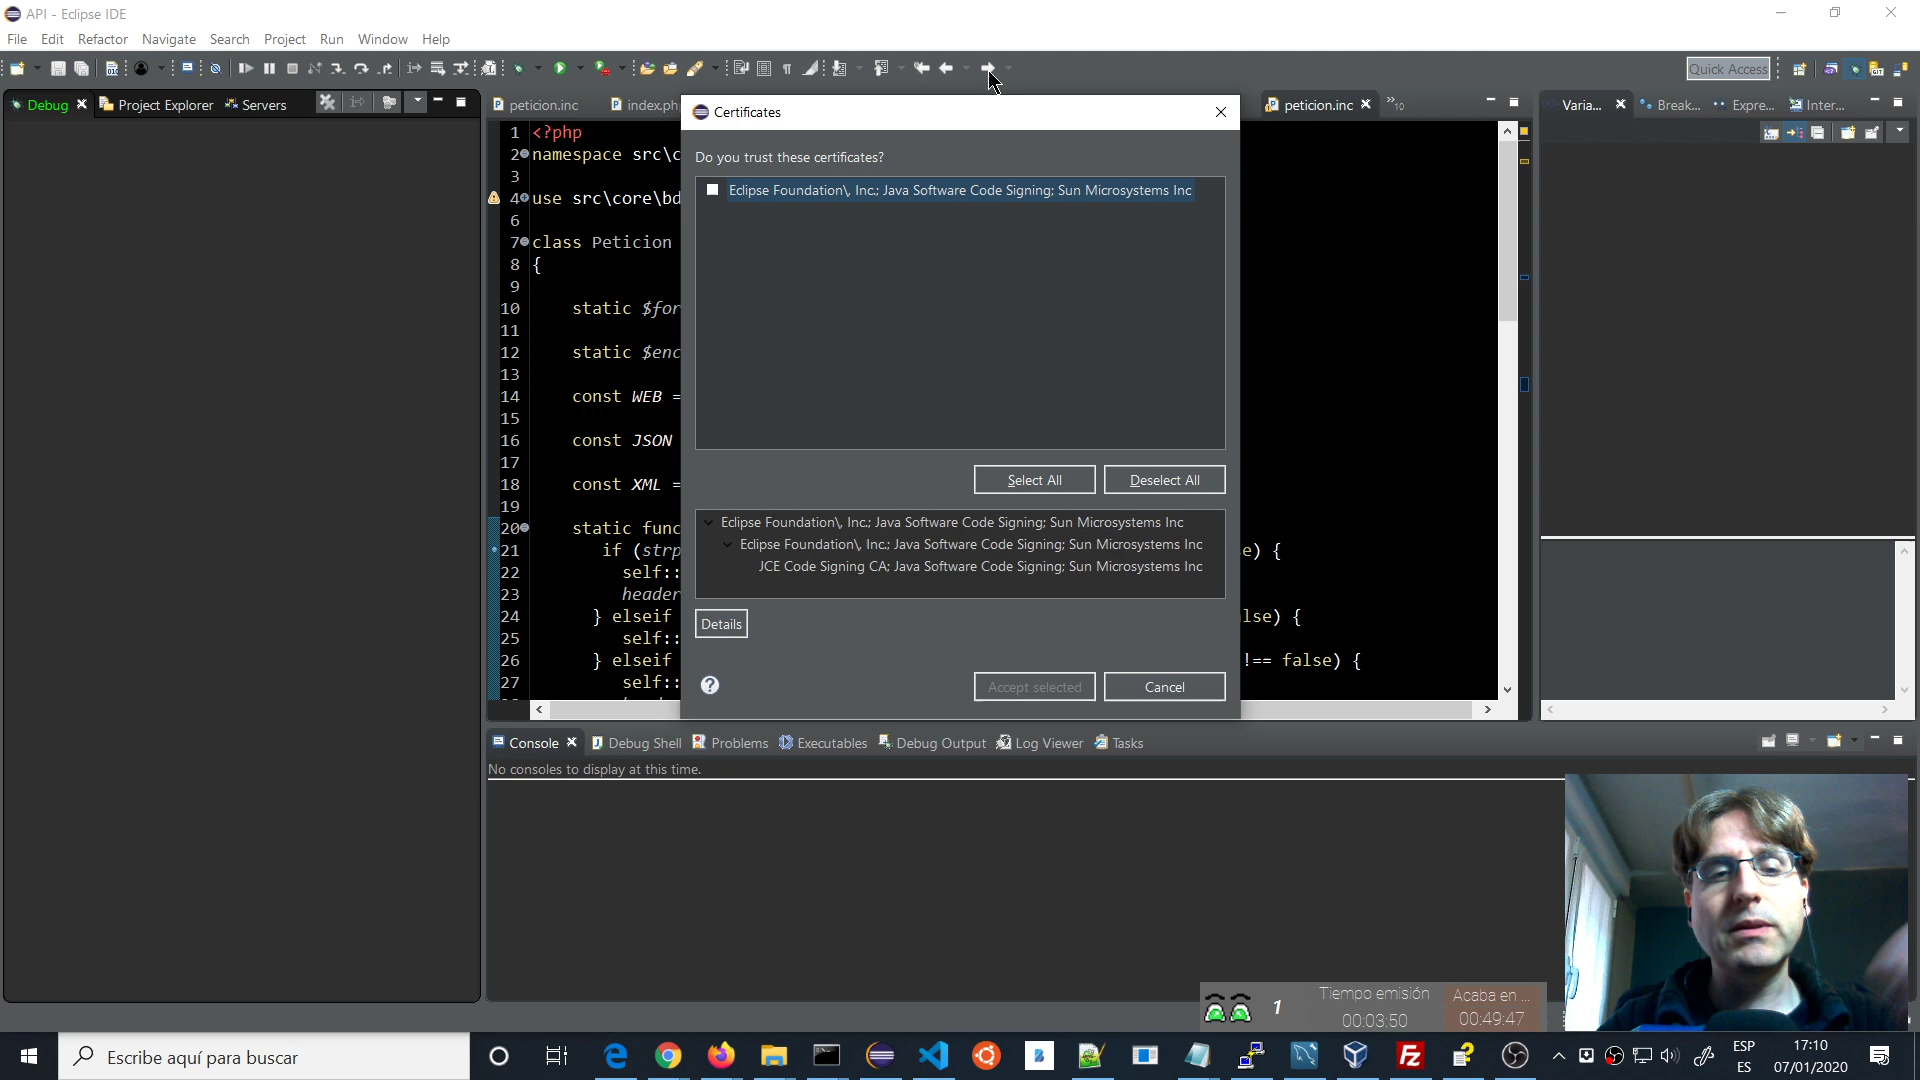 API - Eclipse IDE
File Edit Refactor Navigate Search Project Run Window Help
Quick Access
Debug Project Explorer Servers
peticion.inc index.ph peticion.inc »10
Varia... Break... Expre... Inter...
Certificates
Do you trust these certificates?
Eclipse Foundation\, Inc.; Java Software Code Signing; Sun Microsystems Inc
Select All Deselect All
Eclipse Foundation\, Inc.; Java Software Code Signing; Sun Microsystems Inc
Eclipse Foundation\, Inc.; Java Software Code Signing; Sun Microsystems Inc
JCE Code Signing CA; Java Software Code Signing; Sun Microsystems Inc
Details
Accept selected Cancel
1 <?php
2 namespace src\c
3
4 use src\core\bd
6
7 class Peticion
8 {
9
10 static $for
11
12 static $enc
13
14 const WEB =
15
16 const JSON
17
18 const XML =
19
20 static func
21 if (strp e) {
22 self::
23 header
24 } elseif lse) {
25 self::
26 } elseif !== false) {
27 self::
Console Debug Shell Problems Executables Debug Output Log Viewer Tasks
No consoles to display at this time.
1 Tiempo emisión Acaba en ...
00:03:50 00:49:47
Escribe aquí para buscar
ESP
ES
17:10
07/01/2020